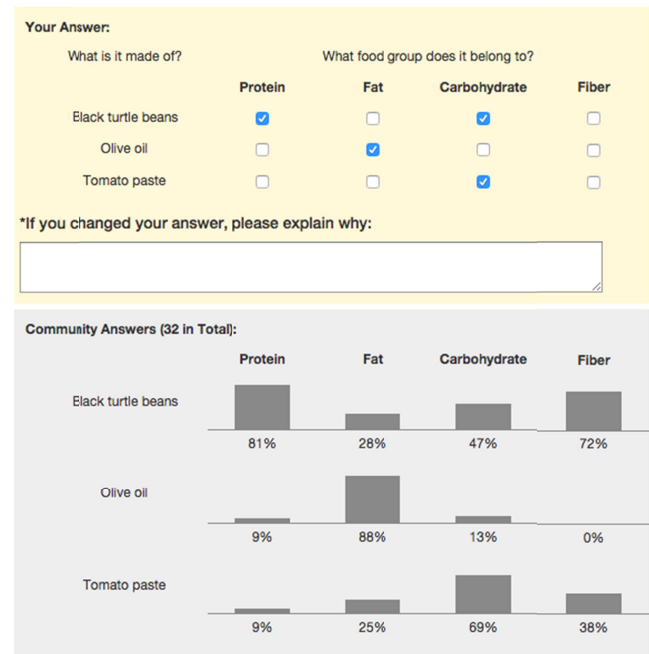 Your Answer:
What is it made of? What food group does it belong to?
Protein Fat Carbohydrate Fiber
Black turtle beans
Olive oil
Tomato paste
*If you changed your answer, please explain why:
Community Answers (32 in Total):
Protein Fat Carbohydrate Fiber
Black turtle beans
81% 28% 47% 72%
Olive oil
9% 88% 13% 0%
Tomato paste
9% 25% 69% 38%